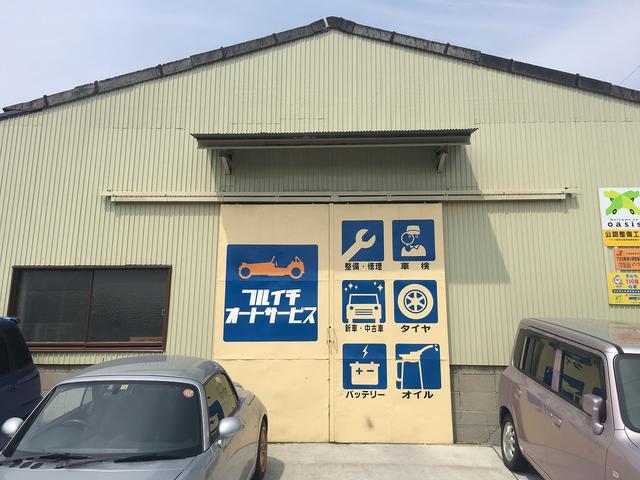 フルイチ
オートサービス
整備・修理
車検
新車・中古車
タイヤ
バッテリー
オイル
welcome to
oasis
公認整備工